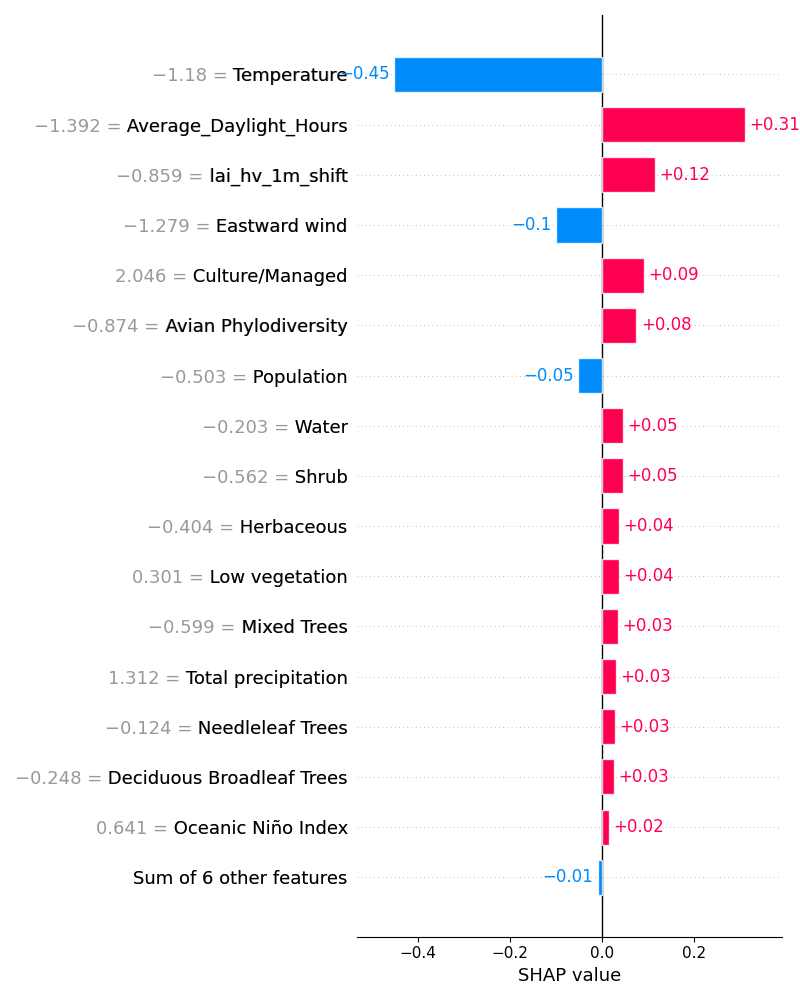 −1.18 = Temperature −0.45
−1.392 = Average_Daylight_Hours +0.31
−0.859 = lai_hv_1m_shift +0.12
−1.279 = Eastward wind −0.1
2.046 = Culture/Managed +0.09
−0.874 = Avian Phylodiversity +0.08
−0.503 = Population −0.05
−0.203 = Water +0.05
−0.562 = Shrub +0.05
−0.404 = Herbaceous +0.04
0.301 = Low vegetation +0.04
−0.599 = Mixed Trees +0.03
1.312 = Total precipitation +0.03
−0.124 = Needleleaf Trees +0.03
−0.248 = Deciduous Broadleaf Trees +0.03
0.641 = Oceanic Niño Index +0.02
Sum of 6 other features −0.01
−0.4 −0.2 0.0 0.2
SHAP value